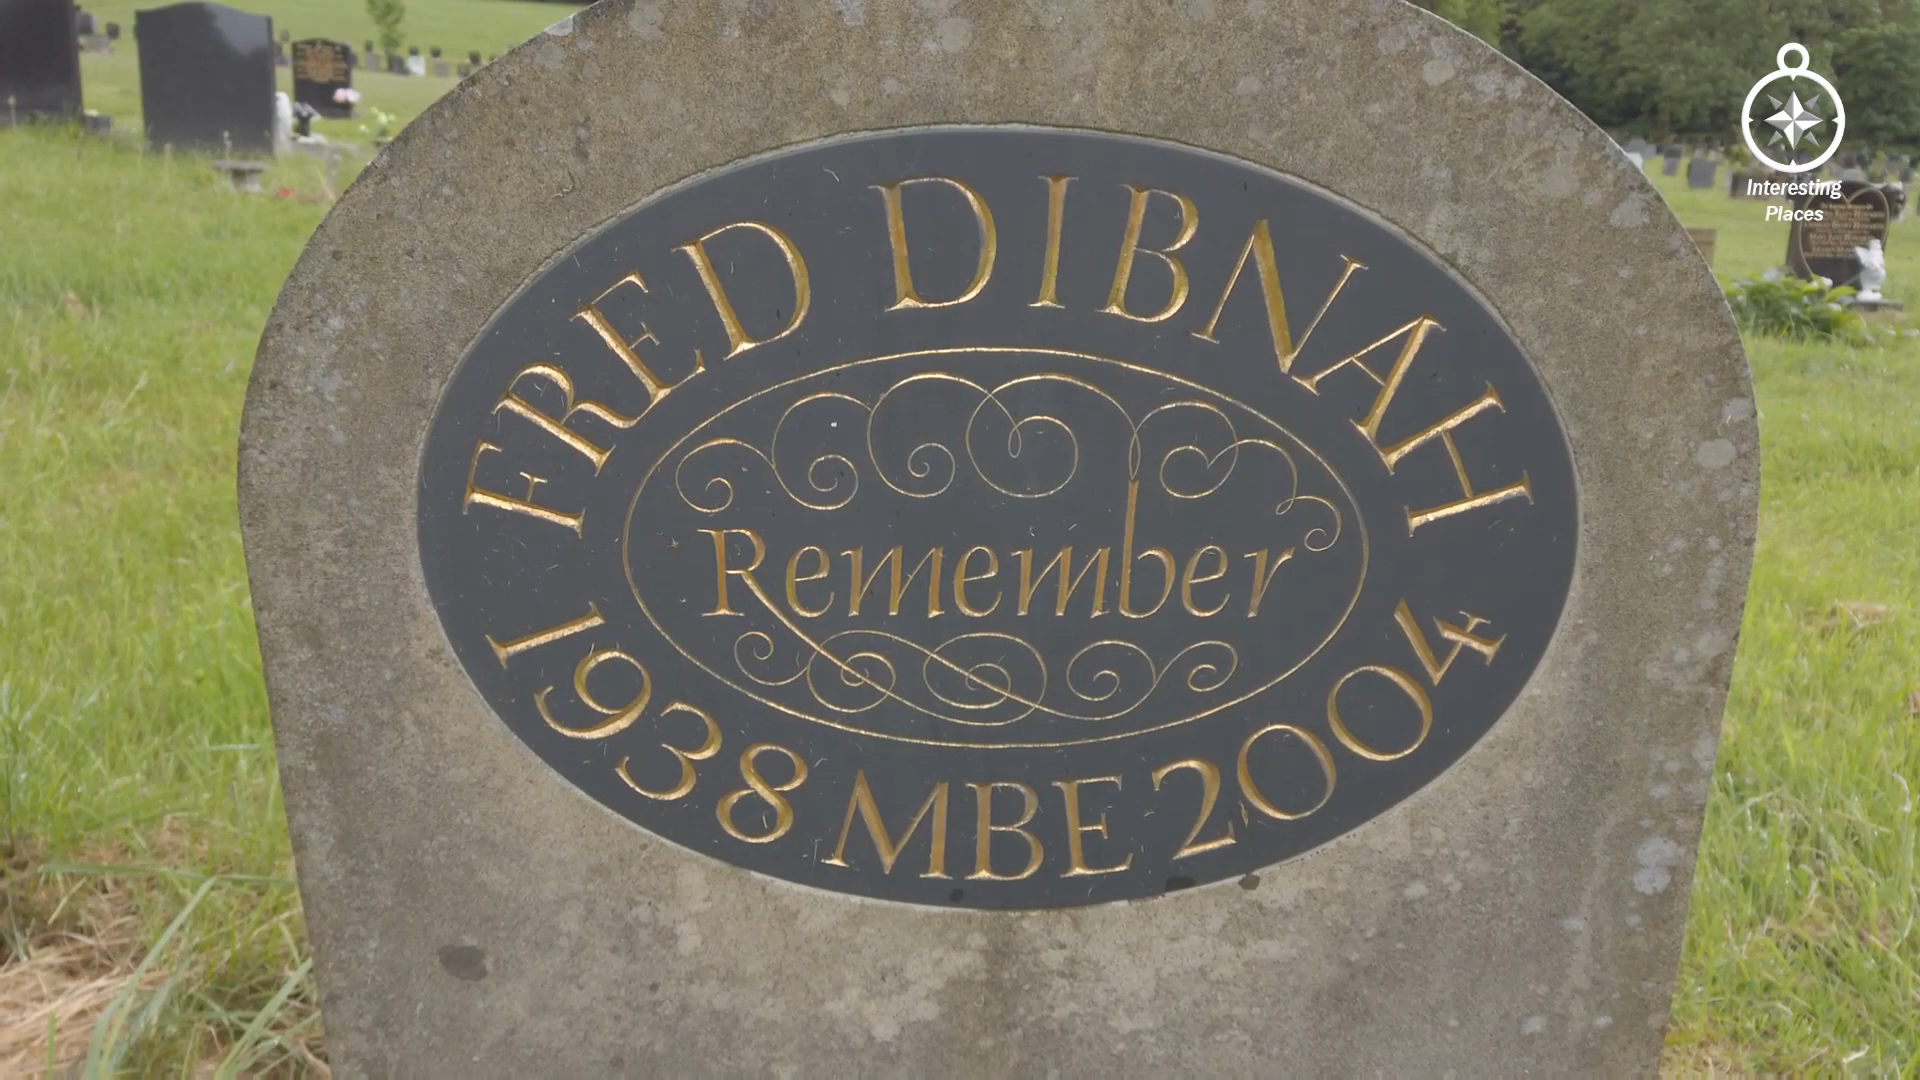 FRED DIBNAH
Remember
1938 MBE 2004
Interesting
Places